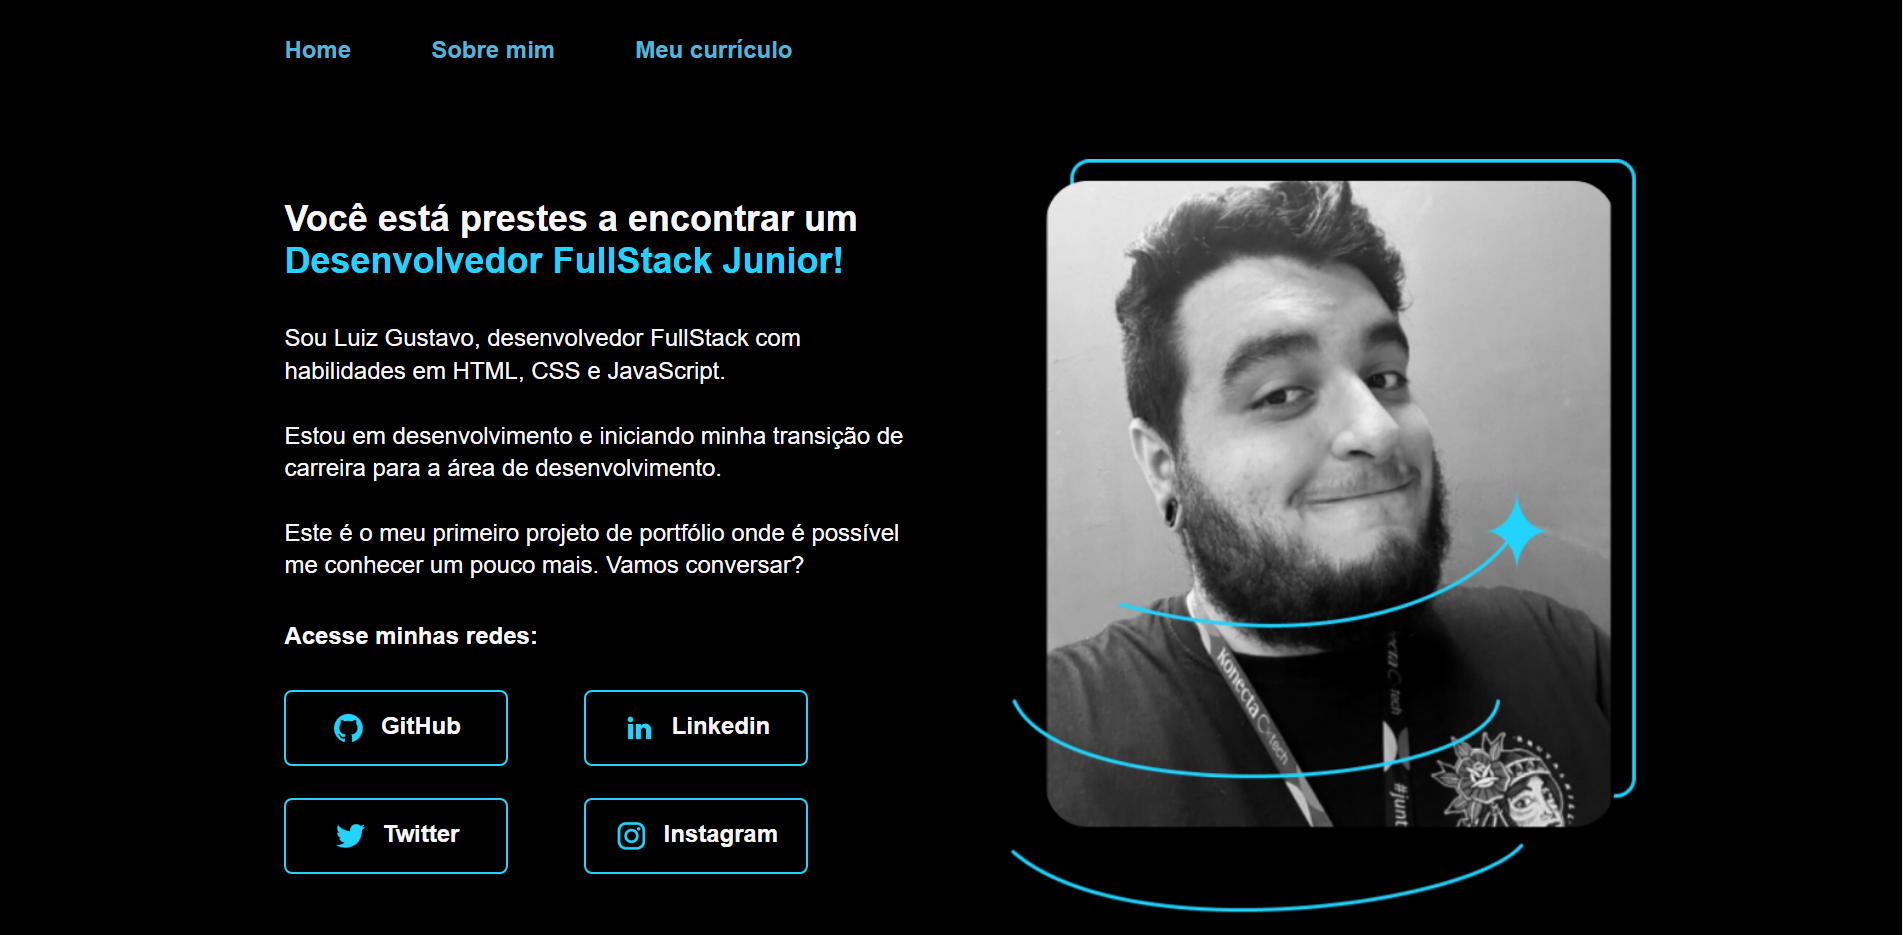 Home
Sobre mim
Meu currículo
Você está prestes a encontrar um
Desenvolvedor FullStack Junior!
Sou Luiz Gustavo, desenvolvedor FullStack com
habilidades em HTML, CSS e JavaScript.
Estou em desenvolvimento e iniciando minha transição de
carreira para a área de desenvolvimento.
Este é o meu primeiro projeto de portfólio onde é possível
me conhecer um pouco mais. Vamos conversar?
Acesse minhas redes:
GitHub
Linkedin
Twitter
Instagram
Konecta
tech
tech